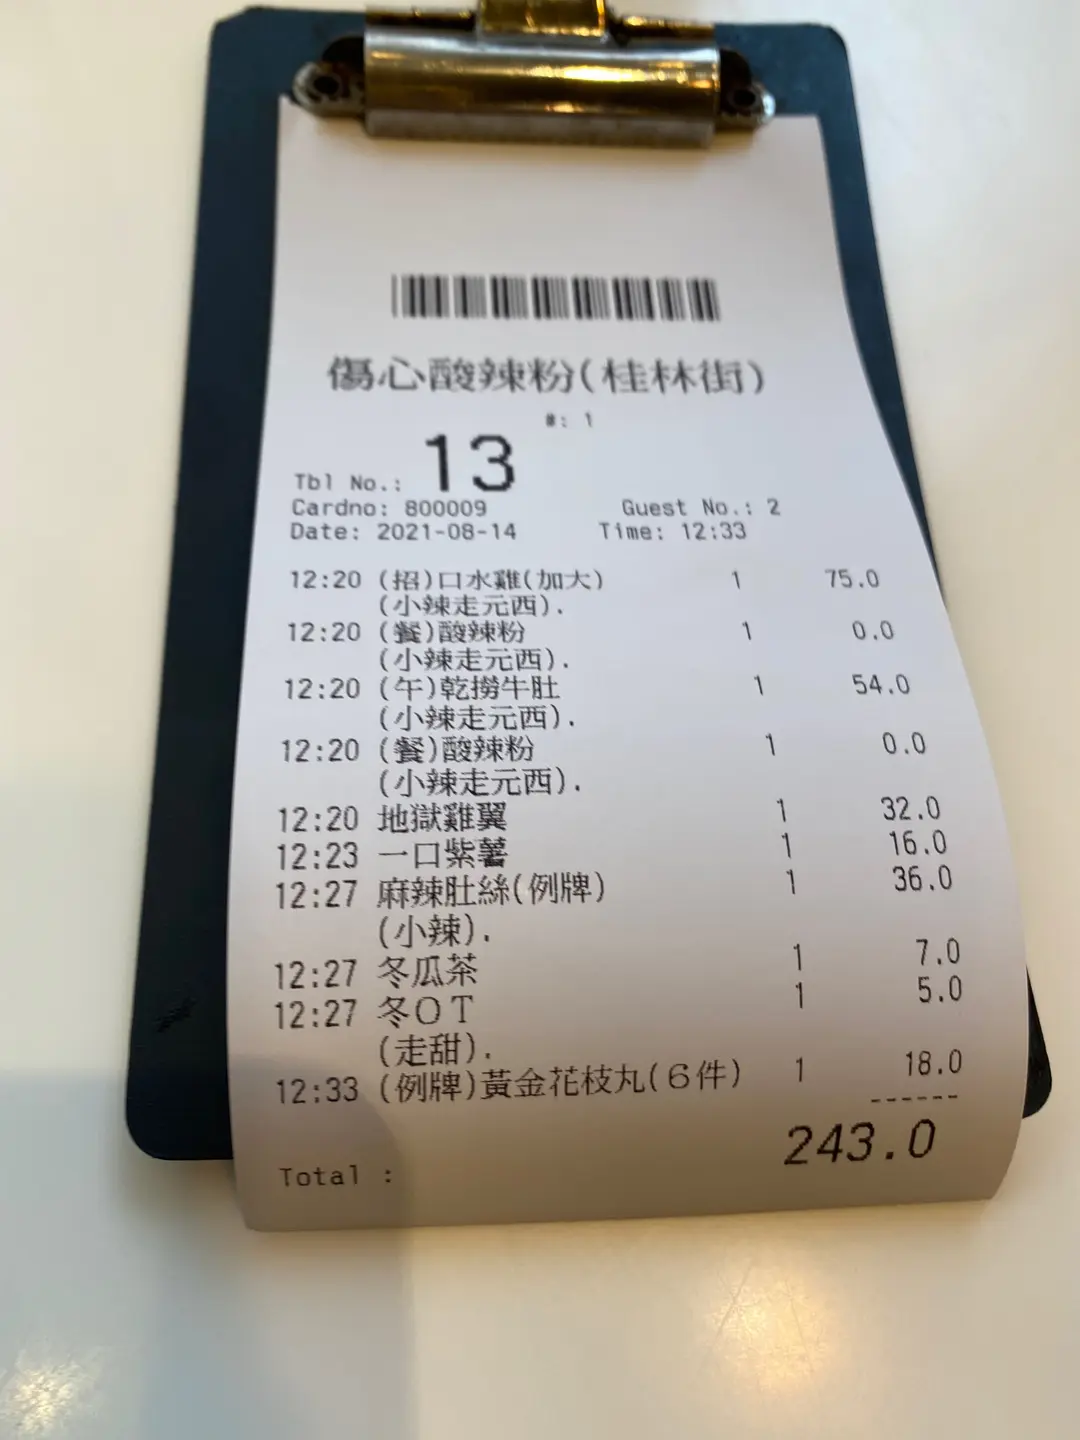 傷心酸辣粉(桂林街)
#: 1
Tbl No.: 13
Cardno: 800009 Guest No.: 2
Date: 2021-08-14 Time: 12:33
12:20 (招)口水雞(加大) 1 75.0
(小辣走元西).
12:20 (餐)酸辣粉 1 0.0
(小辣走元西).
12:20 (午)乾撈牛肚 1 54.0
(小辣走元西).
12:20 (餐)酸辣粉 1 0.0
(小辣走元西).
12:20 地獄雞翼 1 32.0
12:23 一口紫薯 1 16.0
12:27 麻辣肚絲(例牌) 1 36.0
(小辣).
12:27 冬瓜茶 1 7.0
12:27 冬OT 1 5.0
(走甜).
12:33 (例牌)黃金花枝丸(6件) 1 18.0
------
Total : 243.0